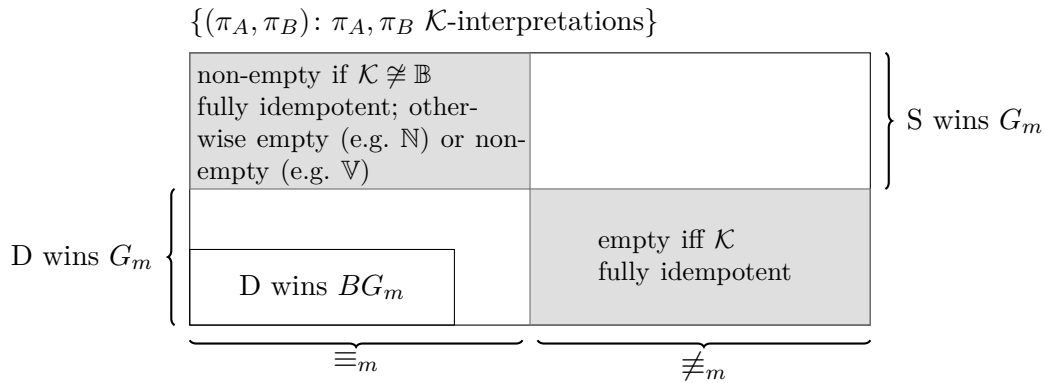 {(π_A, π_B): π_A, π_B 𝒦-interpretations}
non-empty if 𝒦 ≇ 𝔹
fully idempotent; other-
wise empty (e.g. ℕ) or non-
empty (e.g. 𝕍)
S wins G_m
D wins G_m
empty iff 𝒦
fully idempotent
D wins BG_m
≡_m
≢_m